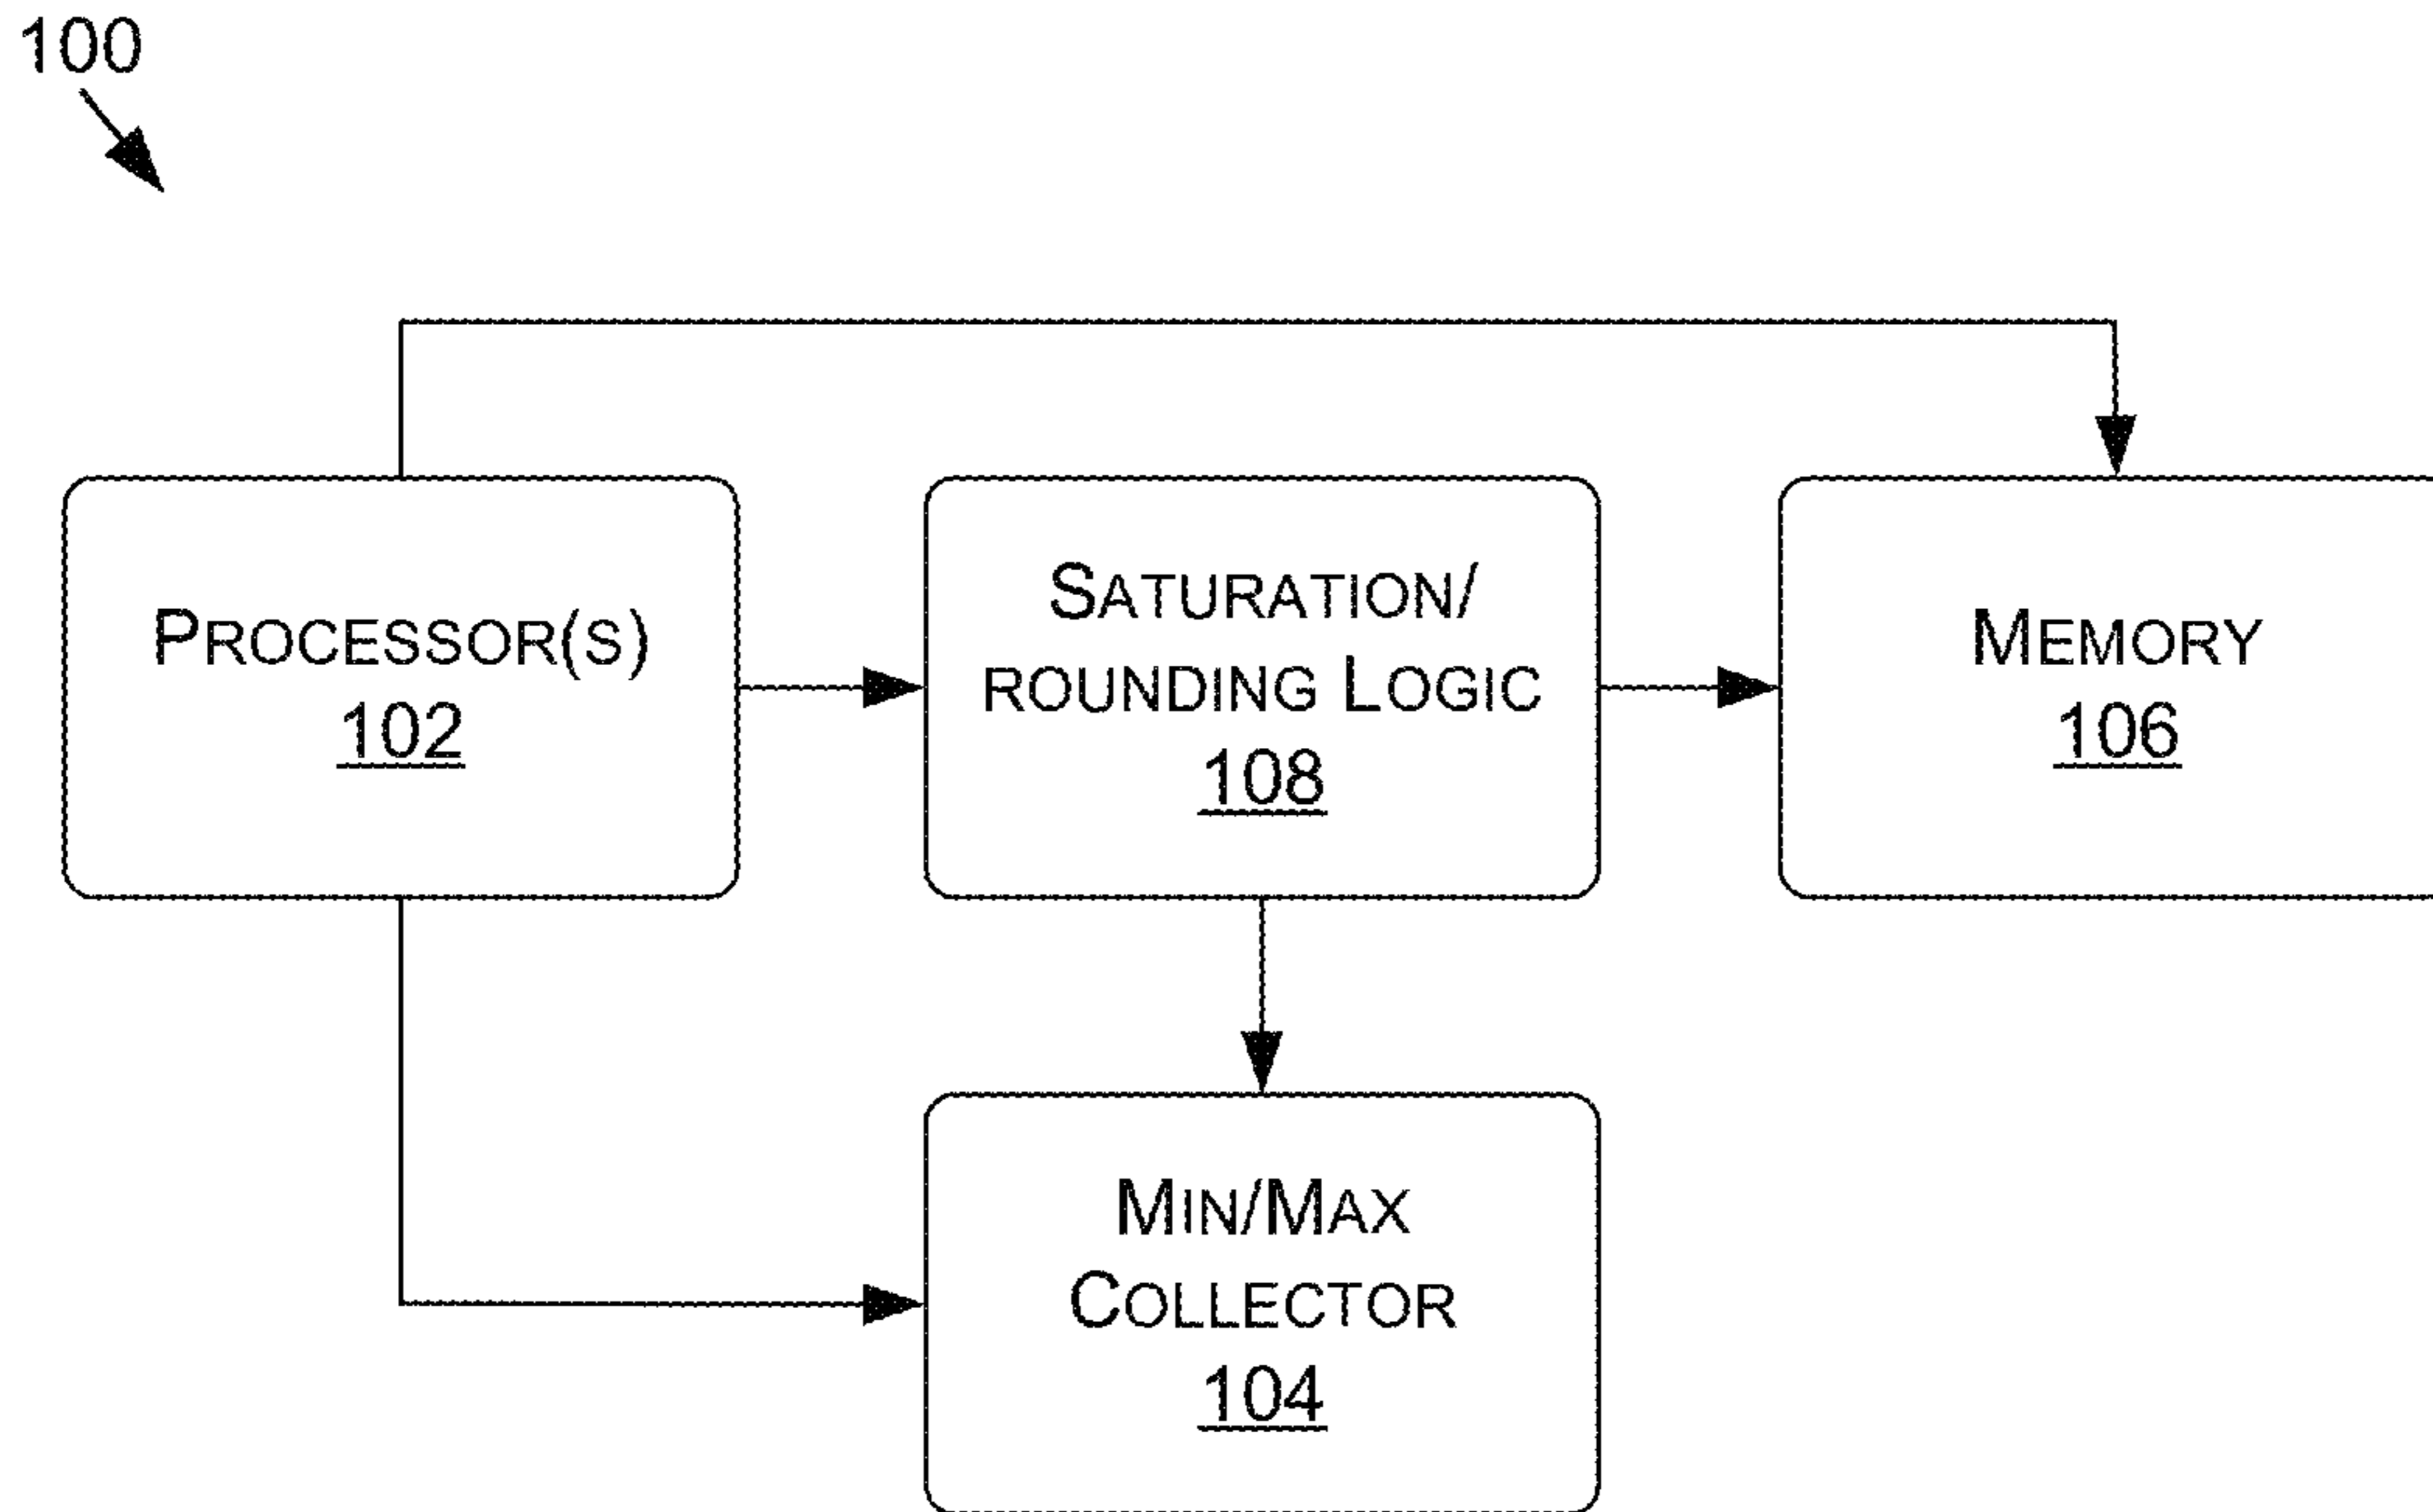 100
PROCESSOR(S)
102
SATURATION/
ROUNDING LOGIC
108
MEMORY
106
MIN/MAX
COLLECTOR
104